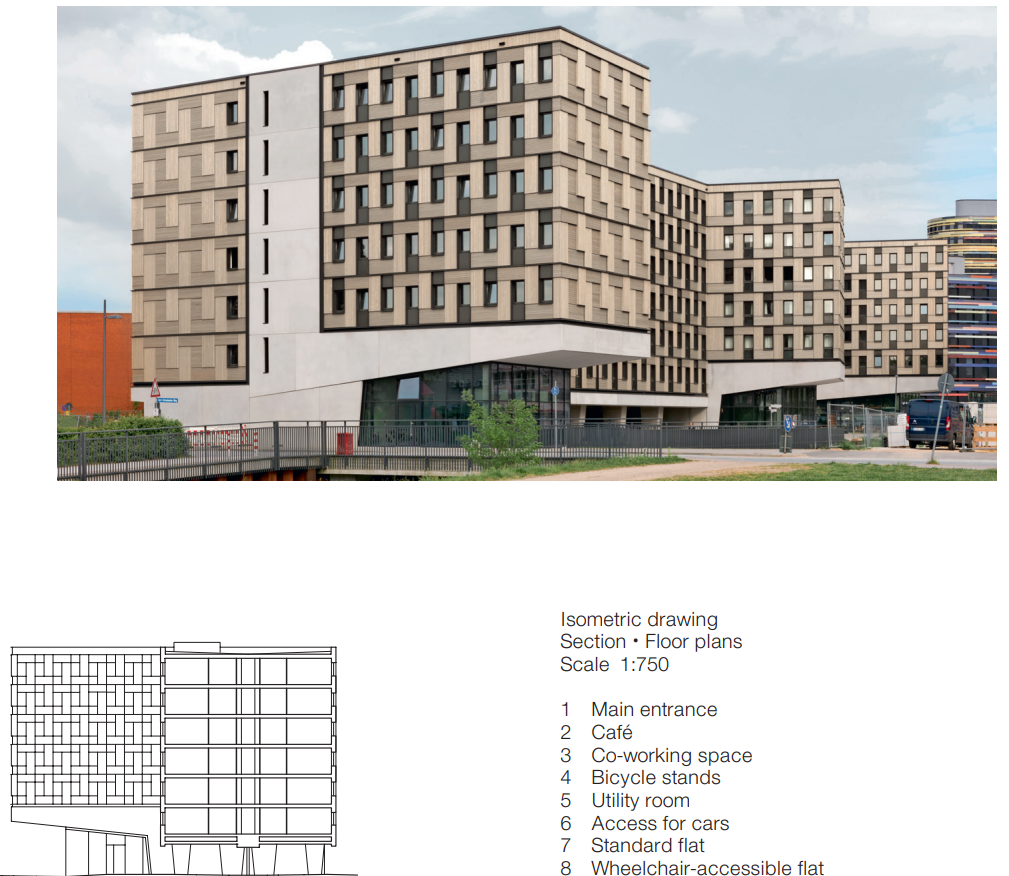 Isometric drawing
Section • Floor plans
Scale 1:750
1 Main entrance
2 Café
3 Co-working space
4 Bicycle stands
5 Utility room
6 Access for cars
7 Standard flat
8 Wheelchair-accessible flat